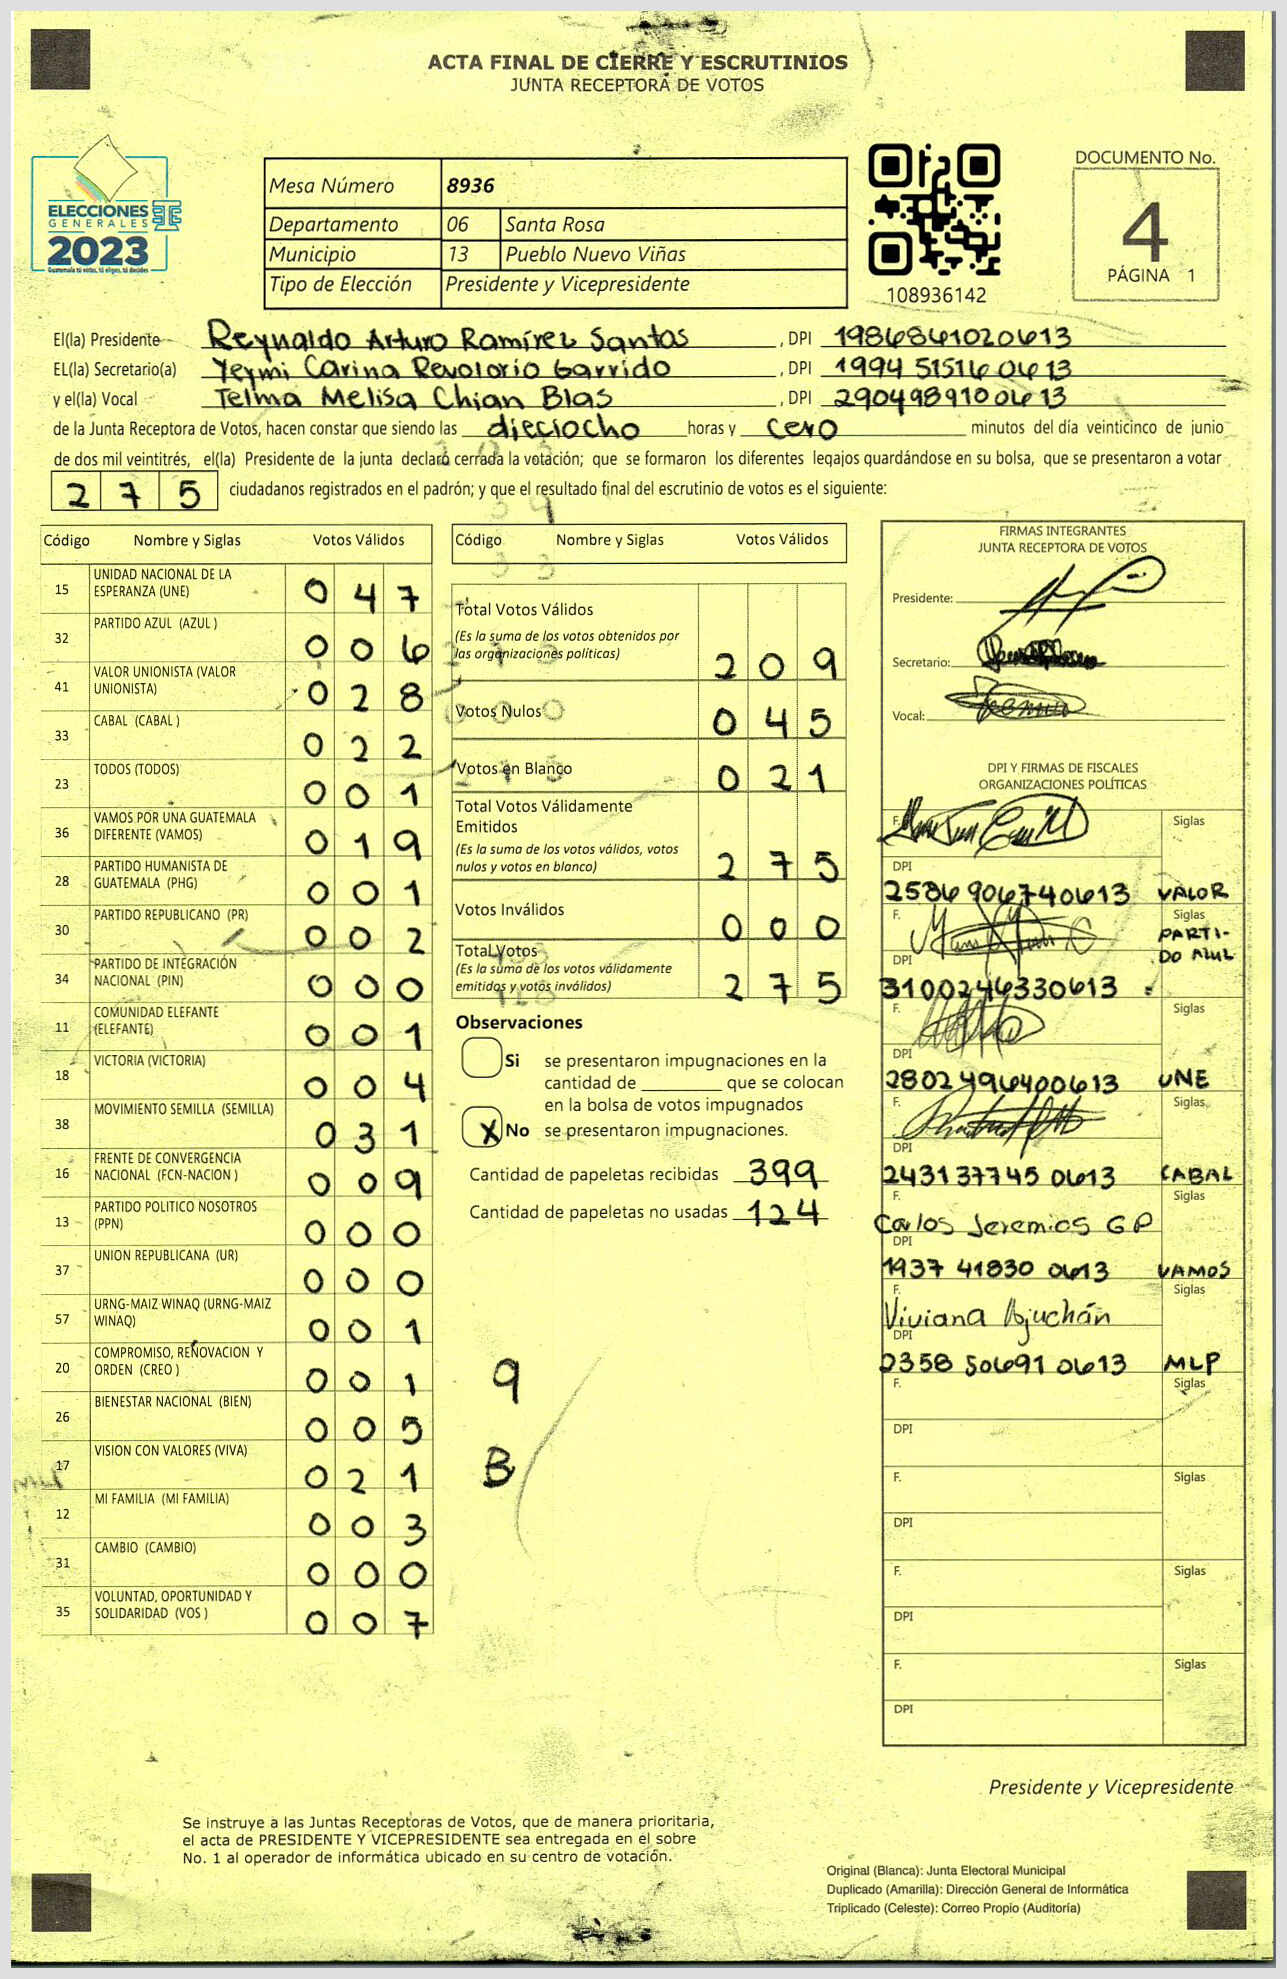 ACTA FINAL DE CIERRE Y ESCRUTINIOS
JUNTA RECEPTORA DE VOTOS
ELECCIONES
GENERALES
2023
Guatemala tú votas, tú eliges, tú decides
Mesa Número 8936
Departamento 06 Santa Rosa
Municipio 13 Pueblo Nuevo Viñas
Tipo de Elección Presidente y Vicepresidente
108936142
DOCUMENTO No.
4
PÁGINA 1
El(la) Presidente Reynaldo Arturo Ramírez Santos , DPI 1986861020613
EL(la) Secretario(a) Yeymi Carina Revolorio Garrido , DPI 1994 51516 0613
y el(la) Vocal Telma Melisa Chian Blas , DPI 2904989100613
de la Junta Receptora de Votos, hacen constar que siendo las dieciocho horas y cero minutos del día veinticinco de junio
de dos mil veintitrés, el(la) Presidente de la junta declaró cerrada la votación; que se formaron los diferentes legajos guardándose en su bolsa, que se presentaron a votar
2 7 5 ciudadanos registrados en el padrón; y que el resultado final del escrutinio de votos es el siguiente:
Código Nombre y Siglas Votos Válidos
15 UNIDAD NACIONAL DE LA
ESPERANZA (UNE) 0 4 7
32 PARTIDO AZUL (AZUL ) 0 0 6
41 VALOR UNIONISTA (VALOR
UNIONISTA) 0 2 8
33 CABAL (CABAL ) 0 2 2
23 TODOS (TODOS) 0 0 1
36 VAMOS POR UNA GUATEMALA
DIFERENTE (VAMOS) 0 1 9
28 PARTIDO HUMANISTA DE
GUATEMALA (PHG) 0 0 1
30 PARTIDO REPUBLICANO (PR) 0 0 2
34 PARTIDO DE INTEGRACIÓN
NACIONAL (PIN) 0 0 0
11 COMUNIDAD ELEFANTE
(ELEFANTE) 0 0 1
18 VICTORIA (VICTORIA) 0 0 4
38 MOVIMIENTO SEMILLA (SEMILLA) 0 3 1
16 FRENTE DE CONVERGENCIA
NACIONAL (FCN-NACION ) 0 0 9
13 PARTIDO POLITICO NOSOTROS
(PPN) 0 0 0
37 UNION REPUBLICANA (UR) 0 0 0
57 URNG-MAIZ WINAQ (URNG-MAIZ
WINAQ) 0 0 1
20 COMPROMISO, RENOVACION Y
ORDEN (CREO ) 0 0 1
26 BIENESTAR NACIONAL (BIEN) 0 0 5
17 VISION CON VALORES (VIVA) 0 2 1
12 MI FAMILIA (MI FAMILIA) 0 0 3
31 CAMBIO (CAMBIO) 0 0 0
35 VOLUNTAD, OPORTUNIDAD Y
SOLIDARIDAD (VOS ) 0 0 7
Código Nombre y Siglas Votos Válidos
Total Votos Válidos
(Es la suma de los votos obtenidos por
las organizaciones políticas) 2 0 9
Votos Nulos 0 4 5
Votos en Blanco 0 2 1
Total Votos Válidamente
Emitidos
(Es la suma de los votos válidos, votos
nulos y votos en blanco) 2 7 5
Votos Inválidos 0 0 0
Total Votos
(Es la suma de los votos válidamente
emitidos y votos inválidos) 2 7 5
Observaciones
Si se presentaron impugnaciones en la
cantidad de ________ que se colocan
en la bolsa de votos impugnados
X No se presentaron impugnaciones.
Cantidad de papeletas recibidas 399
Cantidad de papeletas no usadas 124
9
B
FIRMAS INTEGRANTES
JUNTA RECEPTORA DE VOTOS
Presidente:
Secretario:
Vocal:
DPI Y FIRMAS DE FISCALES
ORGANIZACIONES POLÍTICAS
F. Siglas
DPI
2586906740613 VALOR
F. Siglas
PARTI-
DPI DO AZUL
3100246330613
F. Siglas
DPI
2802496400613 UNE
F. Siglas
DPI
243137745 0613 CABAL
F. Siglas
Carlos Jeremias G P
DPI
1937 41830 0613 VAMOS
F. Siglas
Viviana Ajuchán
DPI
2358 50691 0613 MLP
F. Siglas
DPI
F. Siglas
DPI
F. Siglas
DPI
F. Siglas
DPI
Presidente y Vicepresidente
Se instruye a las Juntas Receptoras de Votos, que de manera prioritaria,
el acta de PRESIDENTE Y VICEPRESIDENTE sea entregada en el sobre
No. 1 al operador de informática ubicado en su centro de votación.
Original (Blanca): Junta Electoral Municipal
Duplicado (Amarilla): Dirección General de Informática
Triplicado (Celeste): Correo Propio (Auditoría)